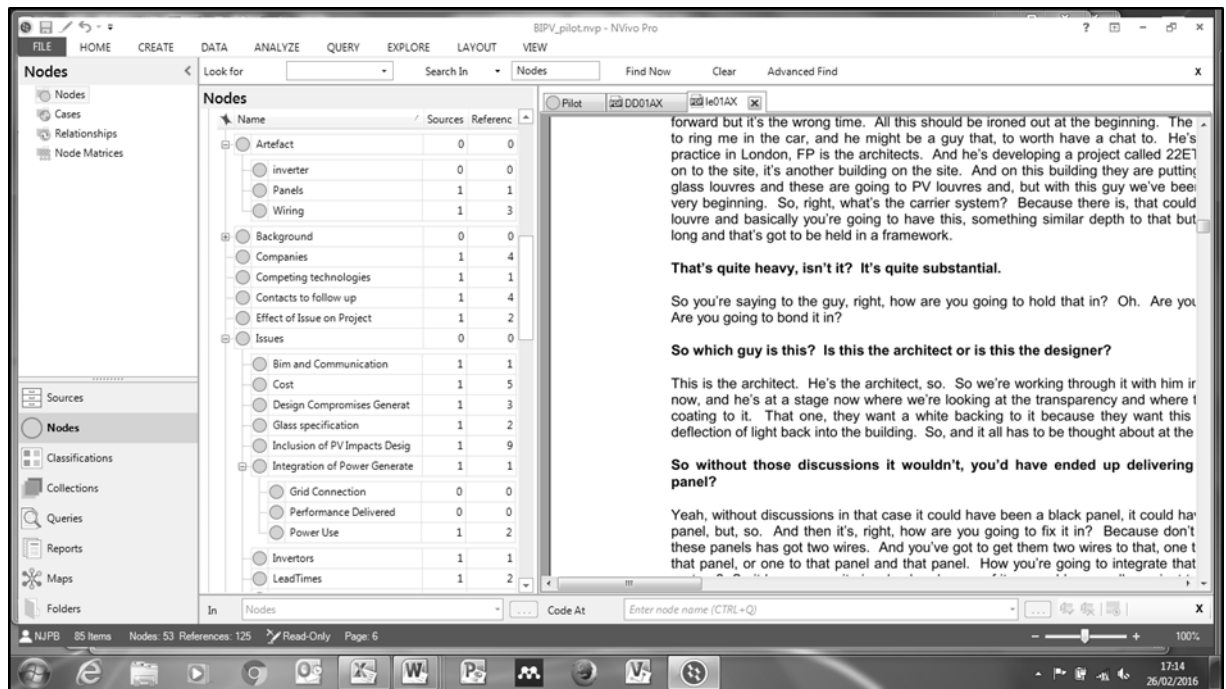 BIPV_pilot.nvp - NVivo Pro
FILE HOME CREATE DATA ANALYZE QUERY EXPLORE LAYOUT VIEW
Nodes
Look for Search In Nodes Find Now Clear Advanced Find x
Nodes
Cases
Relationships
Node Matrices
Sources
Nodes
Classifications
Collections
Queries
Reports
Maps
Folders
Nodes
Name Sources Referenc
Artefact 0 0
inverter 0 0
Panels 1 1
Wiring 1 3
Background 0 0
Companies 1 4
Competing technologies 1 1
Contacts to follow up 1 4
Effect of Issue on Project 1 2
Issues 0 0
Bim and Communication 1 1
Cost 1 5
Design Compromises Generat 1 3
Glass specification 1 2
Inclusion of PV Impacts Desig 1 9
Integration of Power Generate 1 1
Grid Connection 0 0
Performance Delivered 0 0
Power Use 1 2
Invertors 1 1
LeadTimes 1 2
Pilot DD01AX le01AX
forward but it's the wrong time. All this should be ironed out at the beginning. The
to ring me in the car, and he might be a guy that, to worth have a chat to. He's
practice in London, FP is the architects. And he's developing a project called 22ET
on to the site, it's another building on the site. And on this building they are putting
glass louvres and these are going to PV louvres and, but with this guy we've bee
very beginning. So, right, what's the carrier system? Because there is, that could
louvre and basically you're going to have this, something similar depth to that but
long and that's got to be held in a framework.
That's quite heavy, isn't it? It's quite substantial.
So you're saying to the guy, right, how are you going to hold that in? Oh. Are you
Are you going to bond it in?
So which guy is this? Is this the architect or is this the designer?
This is the architect. He's the architect, so. So we're working through it with him ir
now, and he's at a stage now where we're looking at the transparency and where t
coating to it. That one, they want a white backing to it because they want this
deflection of light back into the building. So, and it all has to be thought about at the
So without those discussions it wouldn't, you'd have ended up delivering
panel?
Yeah, without discussions in that case it could have been a black panel, it could hav
panel, but, so. And then it's, right, how are you going to fix it in? Because don't
these panels has got two wires. And you've got to get them two wires to that, one t
that panel, or one to that panel and that panel. How you're going to integrate that
In Nodes Code At Enter node name (CTRL+Q) x
NJPB 85 Items Nodes: 53 References: 125 Read-Only Page: 6 100%
17:14
26/02/2016